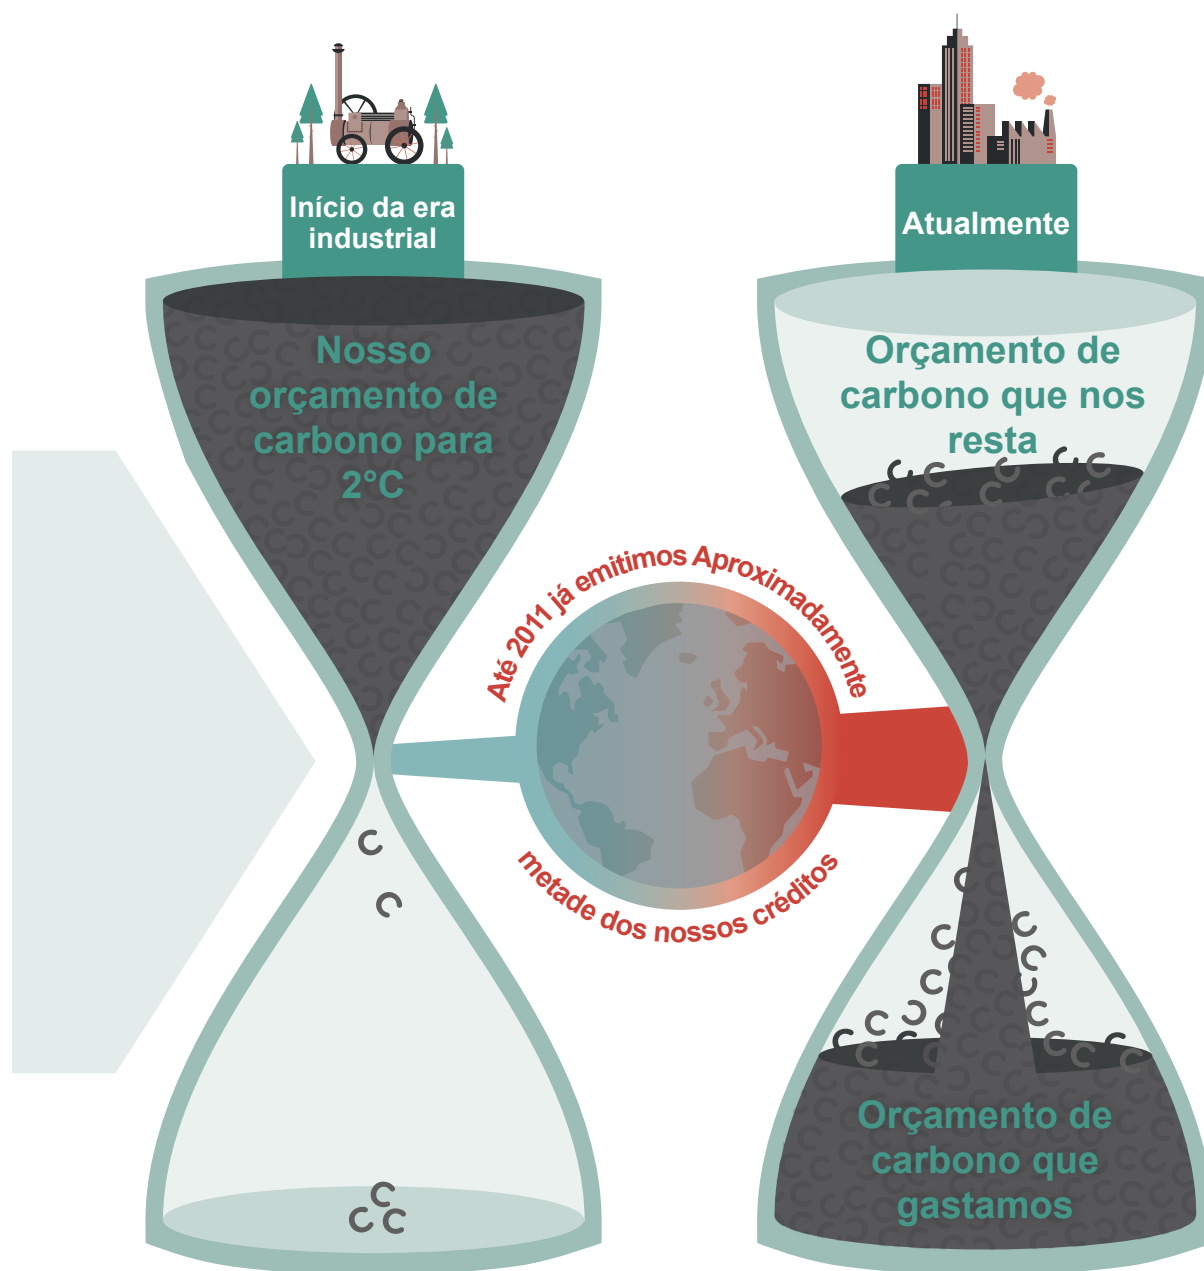 Início da era
industrial
Nosso
orçamento de
carbono para
2°C
Até 2011 já emitimos Aproximadamente
metade dos nossos créditos
Atualmente
Orçamento de
carbono que nos
resta
Orçamento de
carbono que
gastamos